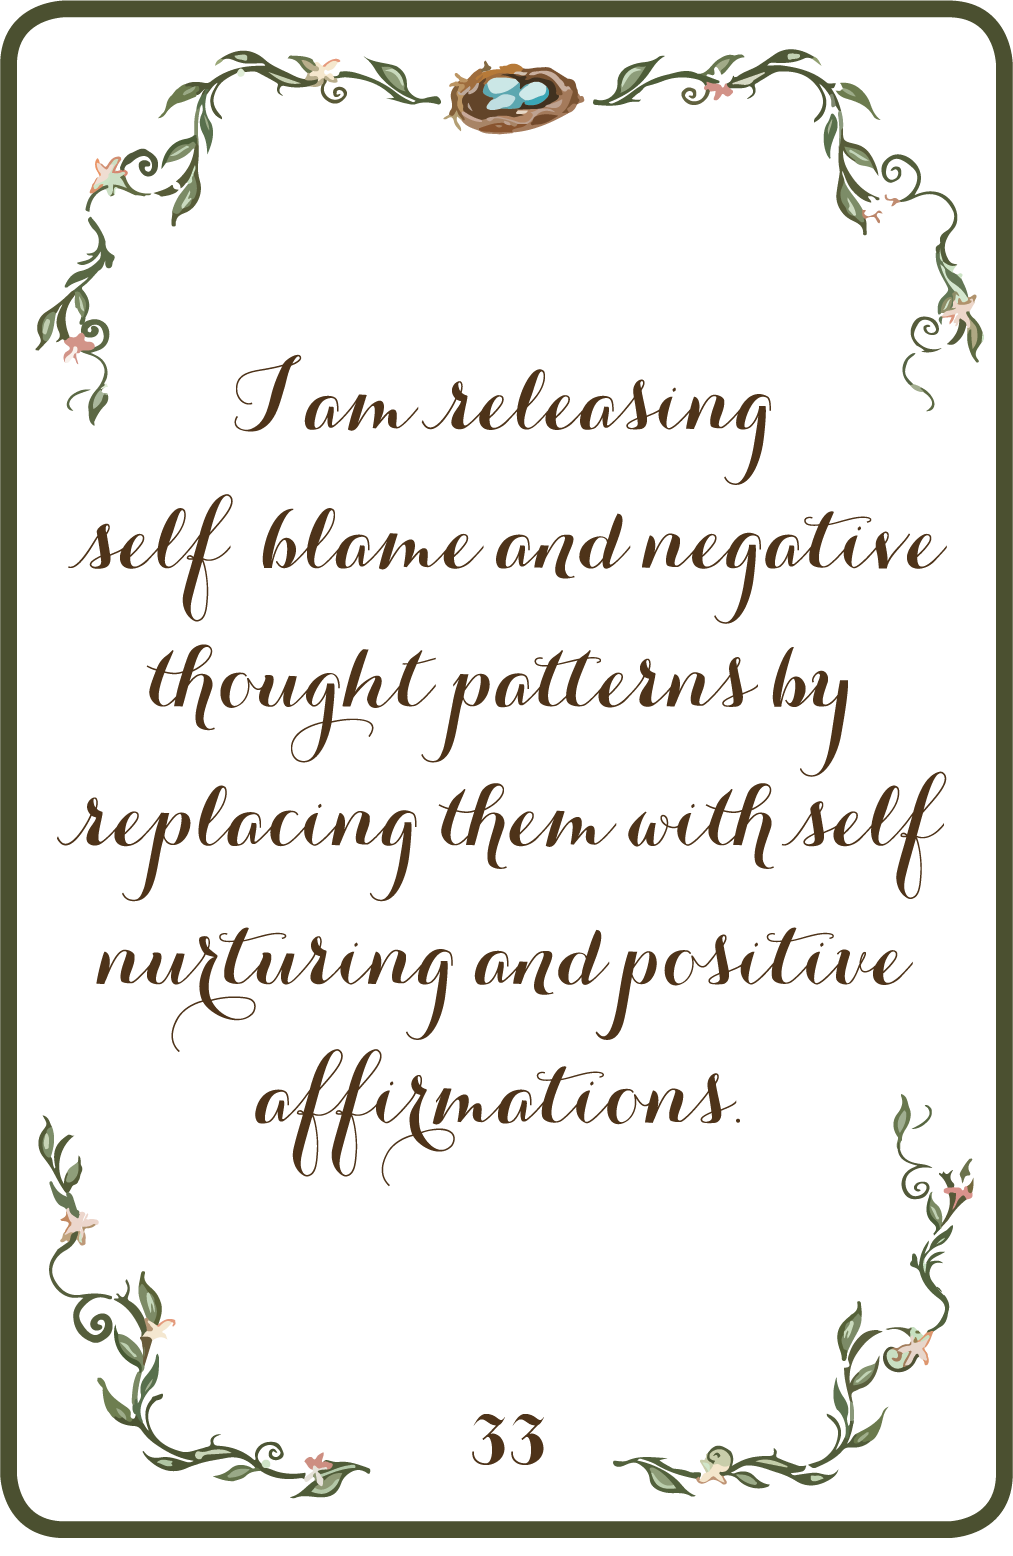 I am releasing
self blame and negative
thought patterns by
replacing them with self
nurturing and positive
affirmations.
33